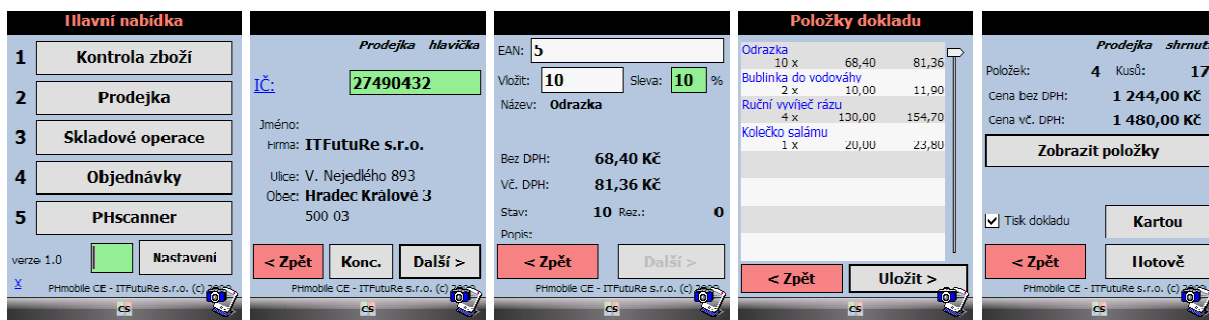 Hlavní nabídka
1 Kontrola zboží
2 Prodejka
3 Skladové operace
4 Objednávky
5 PHscanner
verze 1.0 Nastavení
x PHmobile CE - ITFutuRe s.r.o. (c)
CS
Prodejka hlavička
IČ: 27490432
Jméno:
Firma: ITFutuRe s.r.o.
Ulice: V. Nejedlého 893
Obec: Hradec Králové 3
500 03
< Zpět Konc. Další >
PHmobile CE - ITFutuRe s.r.o. (c)
CS
EAN: 5
Vložit: 10 Sleva: 10 %
Název: Odrazka
Bez DPH: 68,40 Kč
Vč. DPH: 81,36 Kč
Stav: 10 Rez.: 0
Popis:
< Zpět Další >
PHmobile CE - ITFutuRe s.r.o. (c)
CS
Položky dokladu
Odrazka
10 x 68,40 81,36
Bublinka do vodováhy
2 x 10,00 11,90
Ruční vyvíječ rázu
4 x 130,00 154,70
Kolečko salámu
1 x 20,00 23,80
< Zpět Uložit >
CS
Prodejka shrnutí
Položek: 4 Kusů: 17
Cena bez DPH: 1 244,00 Kč
Cena vč. DPH: 1 480,00 Kč
Zobrazit položky
Tisk dokladu Kartou
< Zpět Hotově
PHmobile CE - ITFutuRe s.r.o. (c)
CS